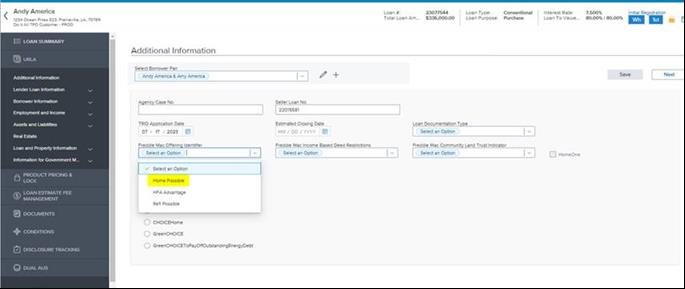 Andy America
1234 Ocean Pines 523, Prairieville, LA, 70769
Do It All TPO Customer - PROD
Loan #: 23071544
Total Loan Am... $336,000.00
Loan Type: Conventional
Loan Purpose: Purchase
Interest Rate: 7.500%
Loan To Value... 80.00% / 80.00%
Initial Registration
Wh
Tst
LOAN SUMMARY
URLA
Additional Information
Lender Loan Information
Borrower Information
Employment and Income
Assets and Liabilities
Real Estate
Loan and Property Information
Information for Government M...
PRODUCT PRICING & LOCK
LOAN ESTIMATE FEE MANAGEMENT
DOCUMENTS
CONDITIONS
DISCLOSURE TRACKING
DUAL AUS
Additional Information
Select Borrower Pair
Andy America & Amy America
Save
Next
Agency Case No.
Seller Loan No.
22015531
TRID Application Date
Estimated Closing Date
Loan Documentation Type
07 / 17 / 2023
MM / DD / YYYY
Select an Option
Freddie Mac Offering Identifier
Freddie Mac Income Based Deed Restrictions
Freddie Mac Community Land Trust Indicator
Select an Option
Select an Option
Select an Option
HomeOne
Select an Option
Home Possible
HFA Advantage
Refi Possible
CHOICEHome
GreenCHOICE
GreenCHOICEToPayOffOutstandingEnergyDebt